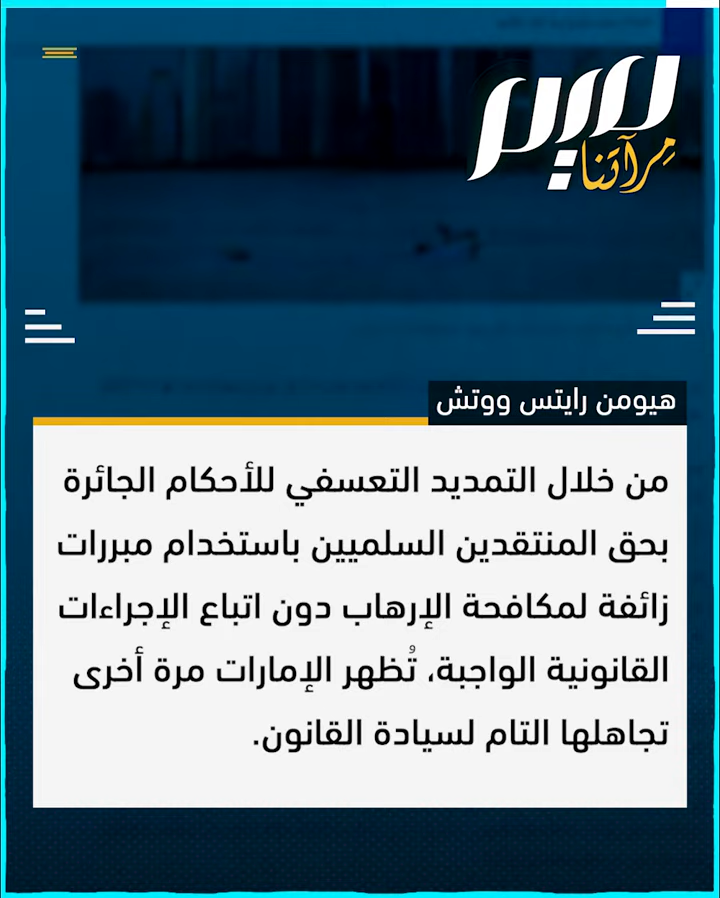 مرآتنا
هيومن رايتس ووتش
من خلال التمديد التعسفي للأحكام الجائرة
بحق المنتقدين السلميين باستخدام مبررات
زائفة لمكافحة الإرهاب دون اتباع الإجراءات
القانونية الواجبة، تُظهر الإمارات مرة أخرى
تجاهلها التام لسيادة القانون.